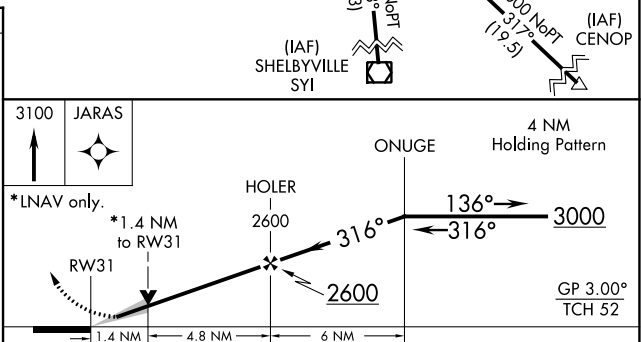 NoPT
(IAF)
SHELBYVILLE
SYI
NoPT
317°
(19.5)
(IAF)
CENOP
3100
JARAS
*LNAV only.
4 NM
Holding Pattern
ONUGE
HOLER
2600
*1.4 NM
to RW31
RW31
316°
136°
316°
3000
2600
GP 3.00°
TCH 52
1.4 NM
4.8 NM
6 NM